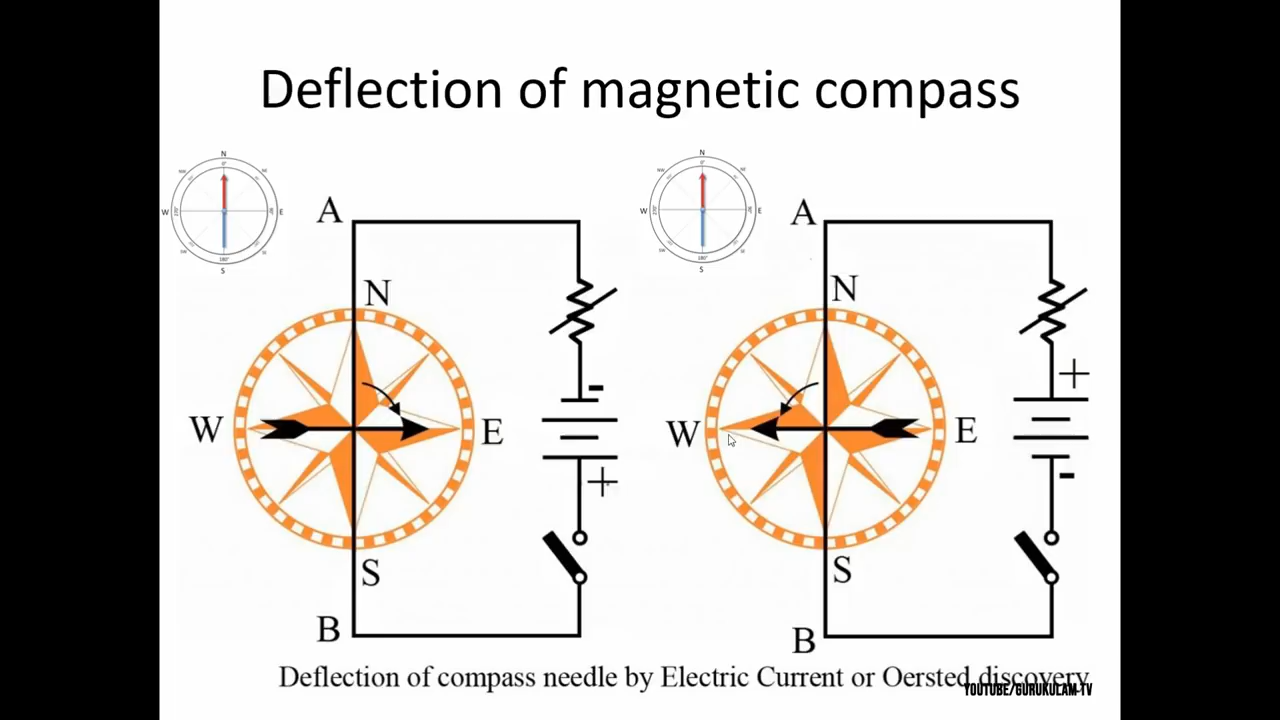 Deflection of magnetic compass
N
W E
S
N
W E
S
A
A
N
N
-
+
W
E
W
E
+
-
S
S
B
B
Deflection of compass needle by Electric Current or Oersted discovery
YOUTUBE/GURUKULAM TV